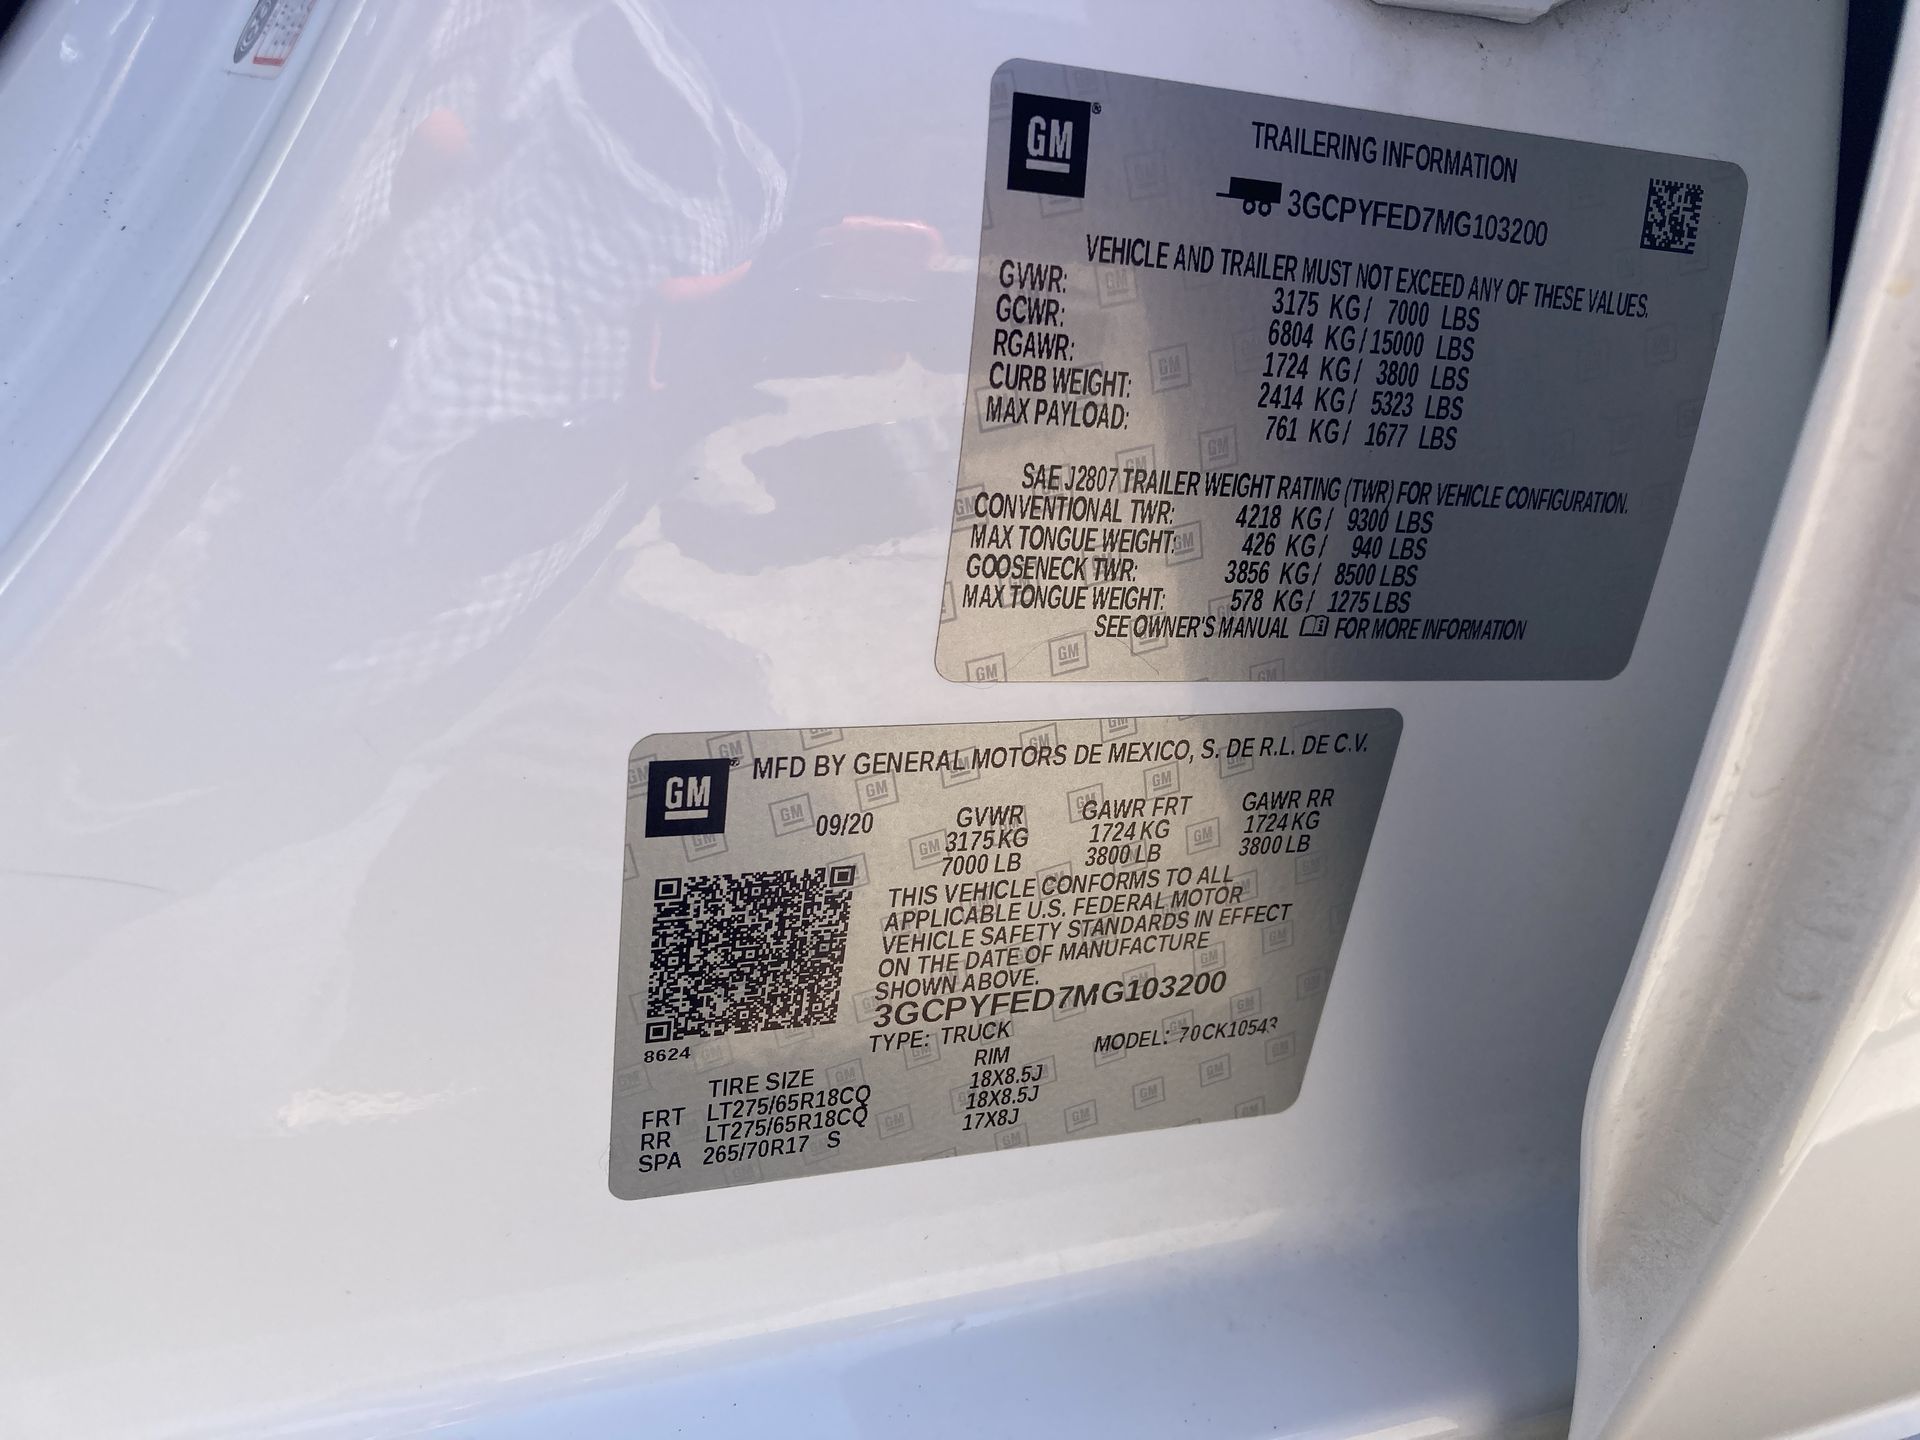 GM®
TRAILERING INFORMATION
3GCPYFED7MG103200
VEHICLE AND TRAILER MUST NOT EXCEED ANY OF THESE VALUES.
GVWR: 3175 KG/ 7000 LBS
GCWR: 6804 KG/15000 LBS
RGAWR: 1724 KG/ 3800 LBS
CURB WEIGHT: 2414 KG/ 5323 LBS
MAX PAYLOAD: 761 KG/ 1677 LBS
SAE J2807 TRAILER WEIGHT RATING (TWR) FOR VEHICLE CONFIGURATION.
CONVENTIONAL TWR: 4218 KG/ 9300 LBS
MAX TONGUE WEIGHT: 426 KG/ 940 LBS
GOOSENECK TWR: 3856 KG/ 8500 LBS
MAX TONGUE WEIGHT: 578 KG/ 1275 LBS
SEE OWNER'S MANUAL FOR MORE INFORMATION
GM®
MFD BY GENERAL MOTORS DE MEXICO, S. DE R.L. DE C.V.
09/20 GVWR GAWR FRT GAWR RR
3175 KG 1724 KG 1724 KG
7000 LB 3800 LB 3800 LB
THIS VEHICLE CONFORMS TO ALL
APPLICABLE U.S. FEDERAL MOTOR
VEHICLE SAFETY STANDARDS IN EFFECT
ON THE DATE OF MANUFACTURE
SHOWN ABOVE.
3GCPYFED7MG103200
TYPE: TRUCK MODEL: 70CK10543
8624
TIRE SIZE RIM
FRT LT275/65R18CQ 18X8.5J
RR LT275/65R18CQ 18X8.5J
SPA 265/70R17 S 17X8J